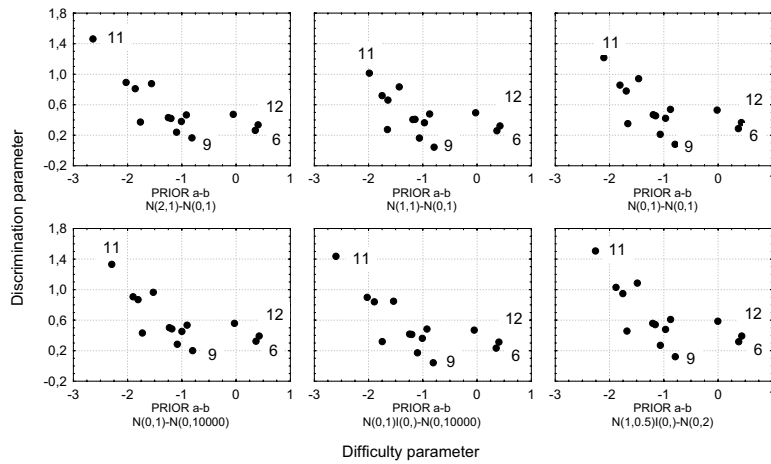 1,8
1,4
1,0
0,6
0,2
-0,2
11
12
9
6
11
12
9
6
11
12
9
6
-3 -2 -1 0 1
-3 -2 -1 0 1
-3 -2 -1 0 1
PRIOR a-b
N(2,1)-N(0,1)
PRIOR a-b
N(1,1)-N(0,1)
PRIOR a-b
N(0,1)-N(0,1)
Discrimination parameter
1,8
1,4
1,0
0,6
0,2
-0,2
11
12
9
6
11
12
9
6
11
12
9
6
-3 -2 -1 0 1
-3 -2 -1 0 1
-3 -2 -1 0 1
PRIOR a-b
N(0,1)-N(0,10000)
PRIOR a-b
N(0,1)I(0,)-N(0,10000)
PRIOR a-b
N(1,0.5)I(0,)-N(0,2)
Difficulty parameter